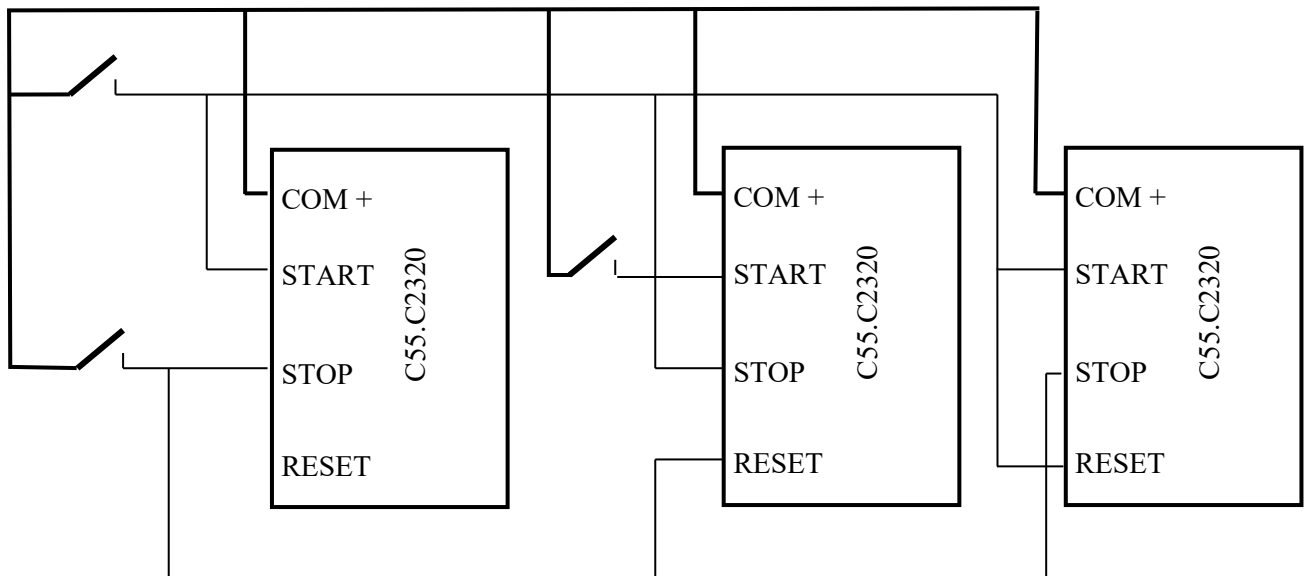 COM +
START
STOP
RESET
C55.C2320
COM +
START
STOP
RESET
C55.C2320
COM +
START
STOP
RESET
C55.C2320